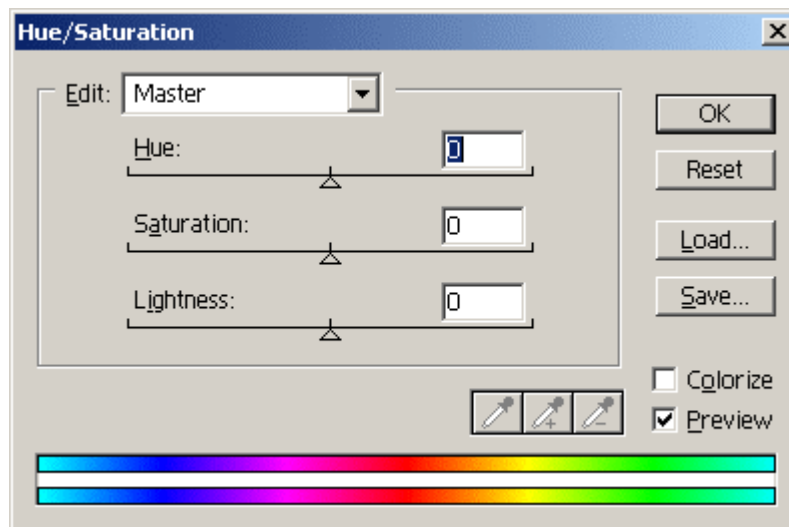 Hue/Saturation
Edit: Master
Hue: 0
Saturation: 0
Lightness: 0
OK
Reset
Load...
Save...
Colorize
Preview